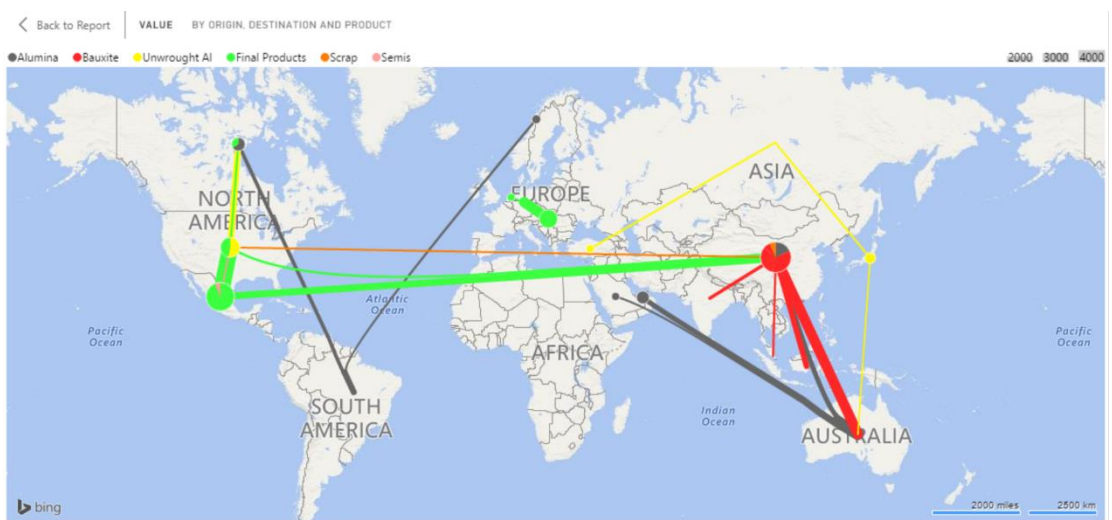 Back to Report
VALUE BY ORIGIN, DESTINATION AND PRODUCT
Alumina Bauxite Unwrought Al Final Products Scrap Semis
2000 3000 4000
ASIA
EUROPE
NORTH
AMERICA
Atlantic
Ocean
Pacific
Ocean
Pacific
Ocean
AFRICA
SOUTH
AMERICA
Indian
Ocean
AUSTRALIA
bing
2000 miles 2500 km